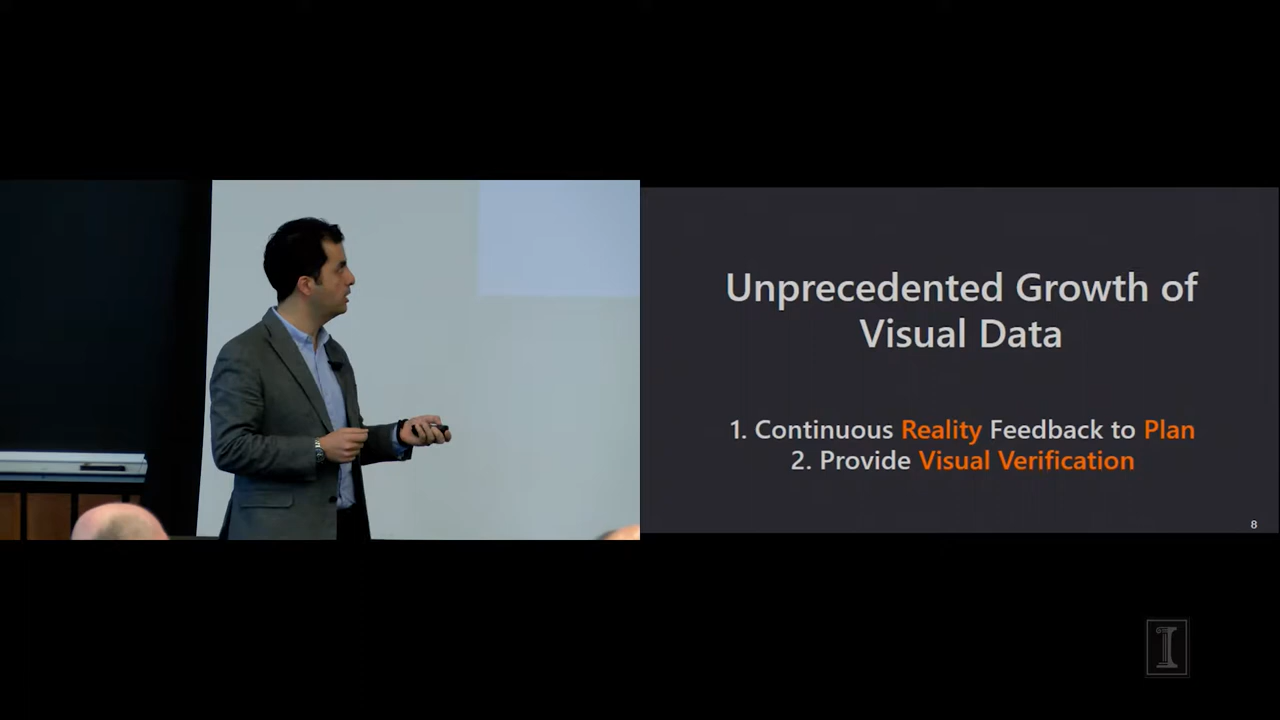 Unprecedented Growth of
Visual Data
1. Continuous Reality Feedback to Plan
2. Provide Visual Verification
8